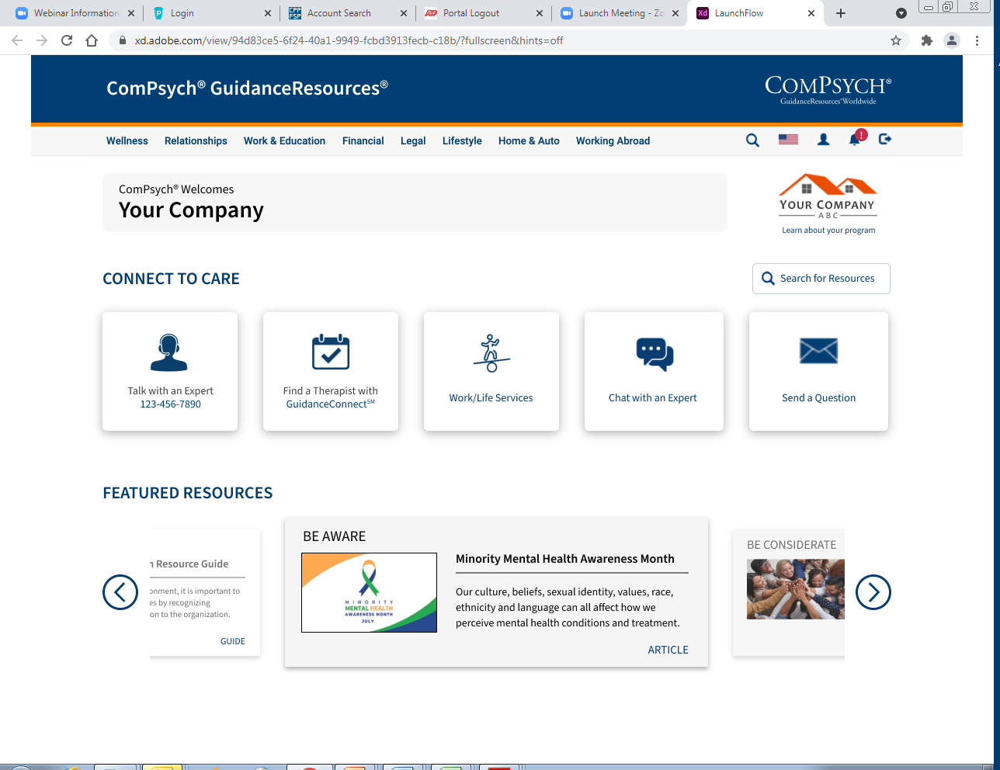 Webinar Information
Login
Account Search
Portal Logout
Launch Meeting - Zo
Xd
LaunchFlow
xd.adobe.com/view/94d83ce5-6f24-40a1-9949-fcbd3913fecb-c18b/?fullscreen&hints=off
ComPsych® GuidanceResources®
COMPSYCH®
GuidanceResources®Worldwide
Wellness Relationships Work & Education Financial Legal Lifestyle Home & Auto Working Abroad
!
ComPsych® Welcomes
Your Company
YOUR COMPANY
ABC
Learn about your program
CONNECT TO CARE
Search for Resources
Talk with an Expert
123-456-7890
Find a Therapist with
GuidanceConnect℠
Work/Life Services
Chat with an Expert
Send a Question
FEATURED RESOURCES
Resource Guide
onment, it is important to
es by recognizing
on to the organization.
GUIDE
BE AWARE
MINORITY
MENTAL HEALTH
AWARENESS MONTH
JULY
Minority Mental Health Awareness Month
Our culture, beliefs, sexual identity, values, race,
ethnicity and language can all affect how we
perceive mental health conditions and treatment.
ARTICLE
BE CONSIDERATE